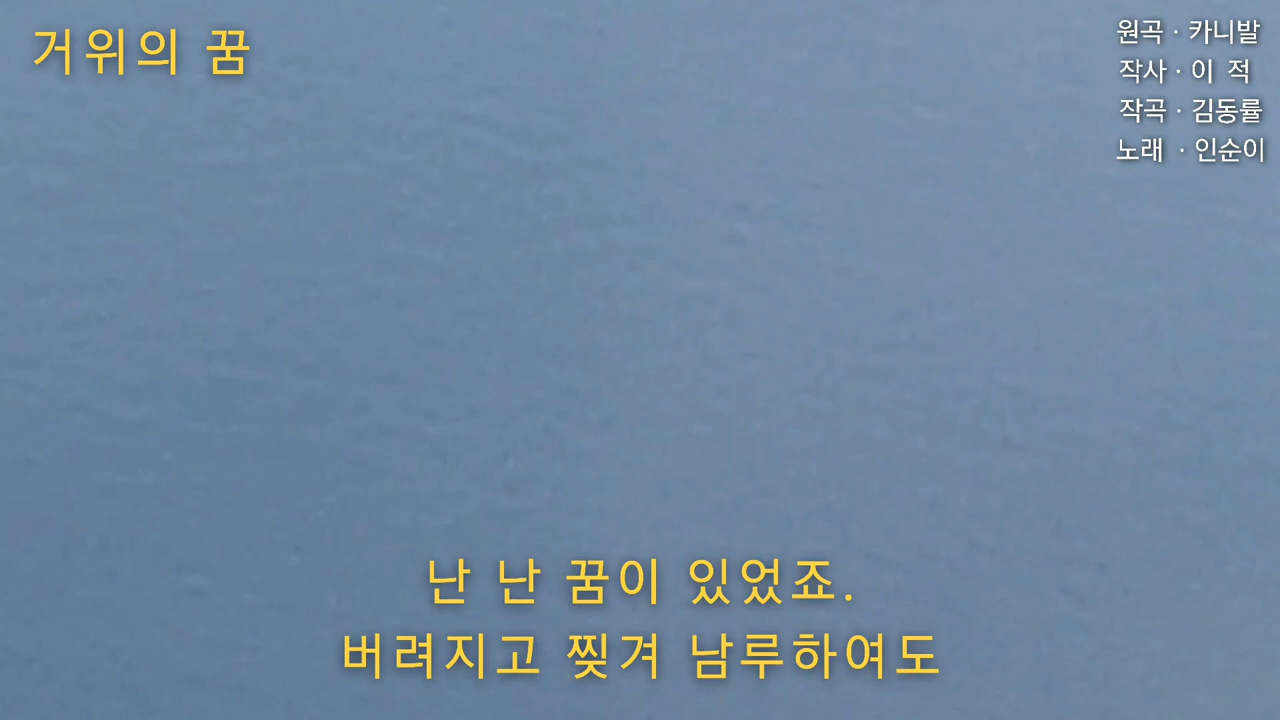 거위의 꿈
원곡 · 카니발
작사 · 이 적
작곡 · 김동률
노래 · 인순이
난 난 꿈이 있었죠.
버려지고 찢겨 남루하여도